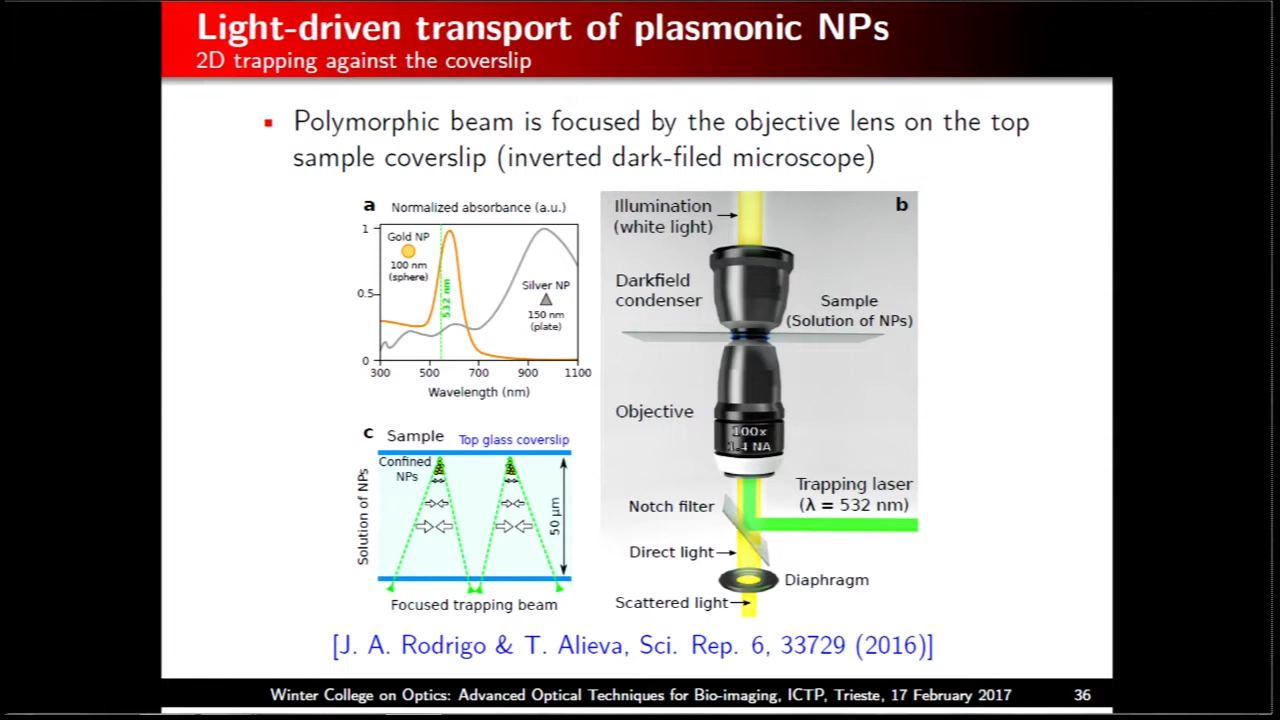 Light-driven transport of plasmonic NPs
2D trapping against the coverslip
Polymorphic beam is focused by the objective lens on the top
sample coverslip (inverted dark-filed microscope)
a
Normalized absorbance (a.u.)
1
0.5
0
Gold NP
100 nm
(sphere)
532 nm
Silver NP
150 nm
(plate)
300 500 700 900 1100
Wavelength (nm)
b
Illumination
(white light)
Darkfield
condenser
Sample
(Solution of NPs)
Objective
100x
1.4 NA
Trapping laser
(λ = 532 nm)
Notch filter
Direct light
Diaphragm
Scattered light
c
Sample
Top glass coverslip
Confined
NPs
Solution of NPs
50 μm
Focused trapping beam
[J. A. Rodrigo & T. Alieva, Sci. Rep. 6, 33729 (2016)]
Winter College on Optics: Advanced Optical Techniques for Bio-imaging, ICTP, Trieste, 17 February 2017 36